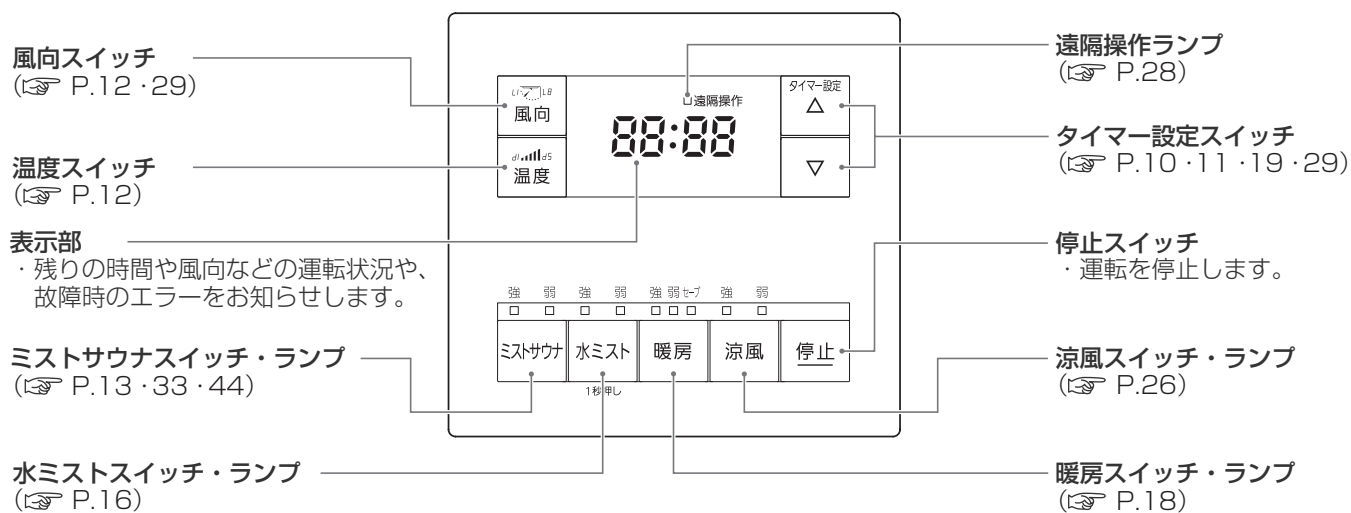 風向スイッチ
（☞ P.12・29）
温度スイッチ
（☞ P.12）
表示部
・残りの時間や風向などの運転状況や、
故障時のエラーをお知らせします。
ミストサウナスイッチ・ランプ
（☞ P.13・33・44）
水ミストスイッチ・ランプ
（☞ P.16）
L1 L8
風向
d1 d5
温度
遠隔操作
88:88
タイマー設定
△
▽
強 弱 強 弱 強 弱 セーブ 強 弱
ミストサウナ 水ミスト 暖房 涼風 停止
1秒押し
遠隔操作ランプ
（☞ P.28）
タイマー設定スイッチ
（☞ P.10・11・19・29）
停止スイッチ
・運転を停止します。
涼風スイッチ・ランプ
（☞ P.26）
暖房スイッチ・ランプ
（☞ P.18）